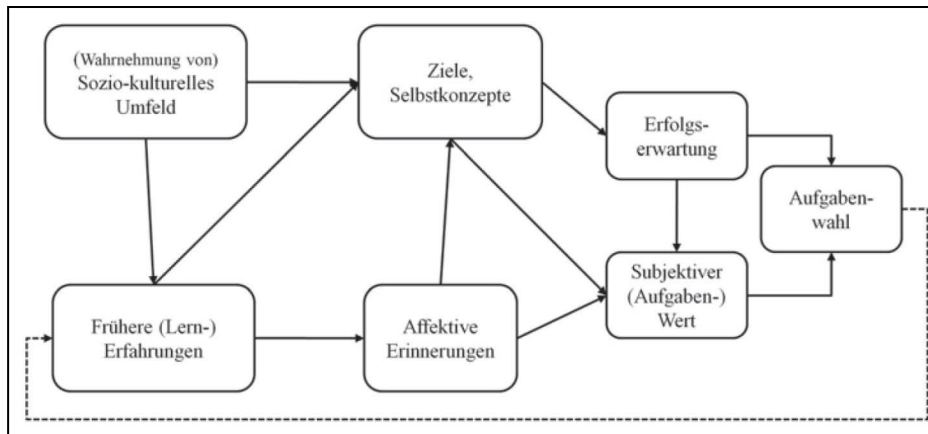 (Wahrnehmung von)
Sozio-kulturelles
Umfeld
Ziele,
Selbstkonzepte
Erfolgs-
erwartung
Aufgaben-
wahl
Frühere (Lern-)
Erfahrungen
Affektive
Erinnerungen
Subjektiver
(Aufgaben-)
Wert